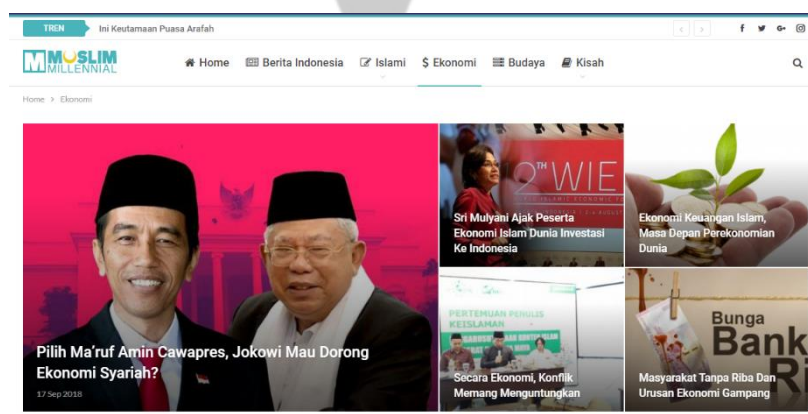 TREN Ini Keutamaan Puasa Arafah
MUSLIM
MILLENNIAL
Home Berita Indonesia Islami $ Ekonomi Budaya Kisah
Home > Ekonomi
2TH WIE
Sri Mulyani Ajak Peserta
Ekonomi Islam Dunia Investasi
Ke Indonesia
Ekonomi Keuangan Islam,
Masa Depan Perekonomian
Dunia
Pilih Ma'ruf Amin Cawapres, Jokowi Mau Dorong
Ekonomi Syariah?
17 Sep 2018
PERTEMUAN PENULIS
KEISLAMAN
Secara Ekonomi, Konflik
Memang Menguntungkan
Bunga
Bank
Masyarakat Tanpa Riba Dan
Urusan Ekonomi Gampang